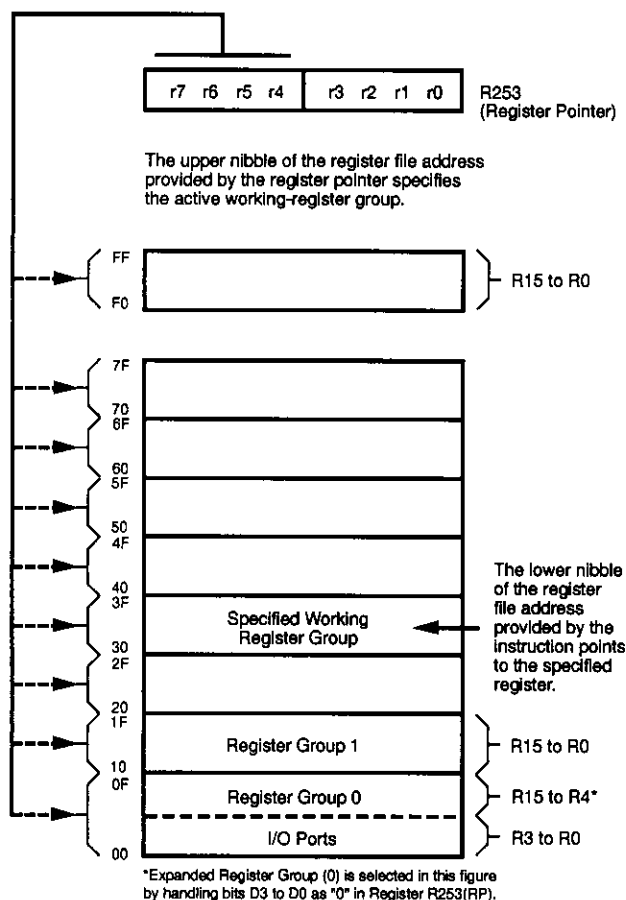 r7 r6 r5 r4 r3 r2 r1 r0
R253
(Register Pointer)
The upper nibble of the register file address
provided by the register pointer specifies
the active working-register group.
FF
F0
R15 to R0
7F
70
6F
60
5F
50
4F
40
3F
Specified Working
Register Group
The lower nibble
of the register
file address
provided by the
instruction points
to the specified
register.
30
2F
20
1F
Register Group 1
R15 to R0
10
0F
Register Group 0
R15 to R4*
I/O Ports
R3 to R0
00
*Expanded Register Group (0) is selected in this figure
by handling bits D3 to D0 as "0" in Register R253(RP).